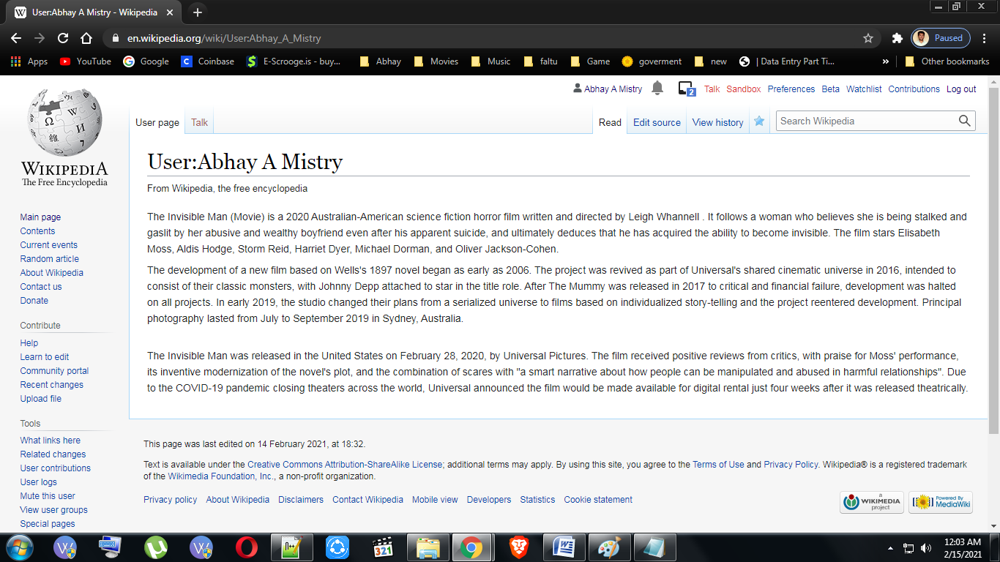 User:Abhay A Mistry - Wikipedia
en.wikipedia.org/wiki/User:Abhay_A_Mistry
Paused
Apps YouTube Google Coinbase E-Scrooge.is - buy... Abhay Movies Music faltu Game goverment new | Data Entry Part Ti... » Other bookmarks
Abhay A Mistry 2 Talk Sandbox Preferences Beta Watchlist Contributions Log out
User page Talk Read Edit source View history Search Wikipedia
WIKIPEDIA
The Free Encyclopedia
User:Abhay A Mistry
From Wikipedia, the free encyclopedia
The Invisible Man (Movie) is a 2020 Australian-American science fiction horror film written and directed by Leigh Whannell . It follows a woman who believes she is being stalked and
gaslit by her abusive and wealthy boyfriend even after his apparent suicide, and ultimately deduces that he has acquired the ability to become invisible. The film stars Elisabeth
Moss, Aldis Hodge, Storm Reid, Harriet Dyer, Michael Dorman, and Oliver Jackson-Cohen.
The development of a new film based on Wells's 1897 novel began as early as 2006. The project was revived as part of Universal's shared cinematic universe in 2016, intended to
consist of their classic monsters, with Johnny Depp attached to star in the title role. After The Mummy was released in 2017 to critical and financial failure, development was halted
on all projects. In early 2019, the studio changed their plans from a serialized universe to films based on individualized story-telling and the project reentered development. Principal
photography lasted from July to September 2019 in Sydney, Australia.
The Invisible Man was released in the United States on February 28, 2020, by Universal Pictures. The film received positive reviews from critics, with praise for Moss' performance,
its inventive modernization of the novel's plot, and the combination of scares with "a smart narrative about how people can be manipulated and abused in harmful relationships". Due
to the COVID-19 pandemic closing theaters across the world, Universal announced the film would be made available for digital rental just four weeks after it was released theatrically.
Main page
Contents
Current events
Random article
About Wikipedia
Contact us
Donate
Contribute
Help
Learn to edit
Community portal
Recent changes
Upload file
Tools
What links here
Related changes
User contributions
User logs
Mute this user
View user groups
Special pages
This page was last edited on 14 February 2021, at 18:32.
Text is available under the Creative Commons Attribution-ShareAlike License; additional terms may apply. By using this site, you agree to the Terms of Use and Privacy Policy. Wikipedia® is a registered trademark
of the Wikimedia Foundation, Inc., a non-profit organization.
Privacy policy About Wikipedia Disclaimers Contact Wikipedia Mobile view Developers Statistics Cookie statement
a
WIKIMEDIA
project
Powered By
MediaWiki
321
12:03 AM
2/15/2021